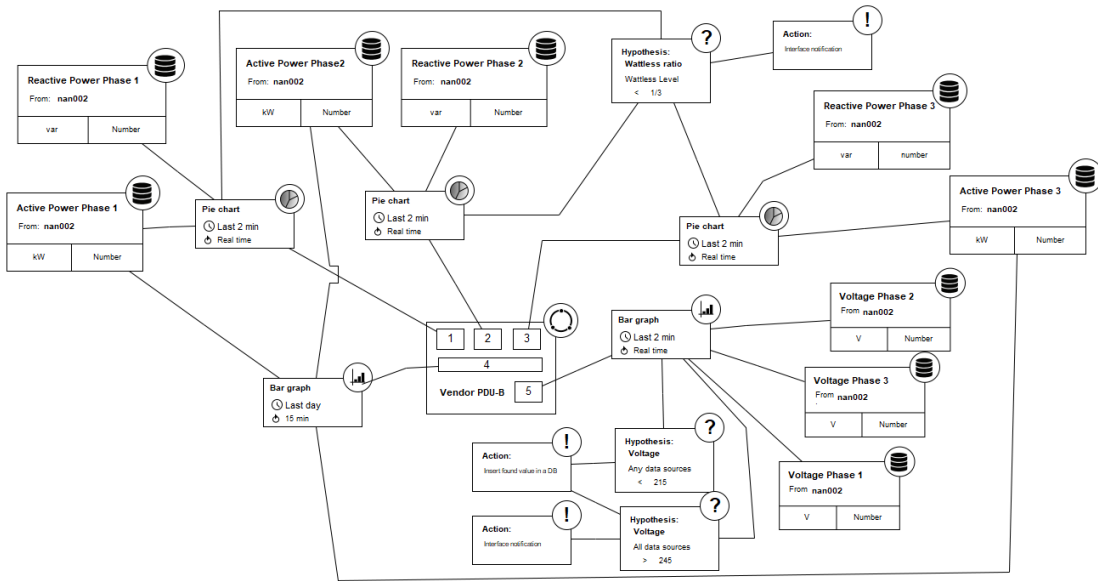 Reactive Power Phase 1
From: nan002
var Number
Active Power Phase2
From: nan002
kW Number
Reactive Power Phase 2
From: nan002
var Number
?
Hypothesis:
Wattless ratio
Wattless Level
< 1/3
!
Action:
Interface notification
Reactive Power Phase 3
From: nan002
var number
Active Power Phase 1
From: nan002
kW Number
Pie chart
Last 2 min
Real time
Pie chart
Last 2 min
Real time
Pie chart
Last 2 min
Real time
Active Power Phase 3
From: nan002
kW Number
1 2 3
4
Vendor PDU-B 5
Bar graph
Last 2 min
Real time
Voltage Phase 2
From nan002
V Number
Bar graph
Last day
15 min
Voltage Phase 3
From nan002
V Number
!
Action:
Insert found value in a DB
?
Hypothesis:
Voltage
Any data sources
< 215
Voltage Phase 1
From nan002
V Number
!
Action:
Interface notification
?
Hypothesis:
Voltage
All data sources
> 245